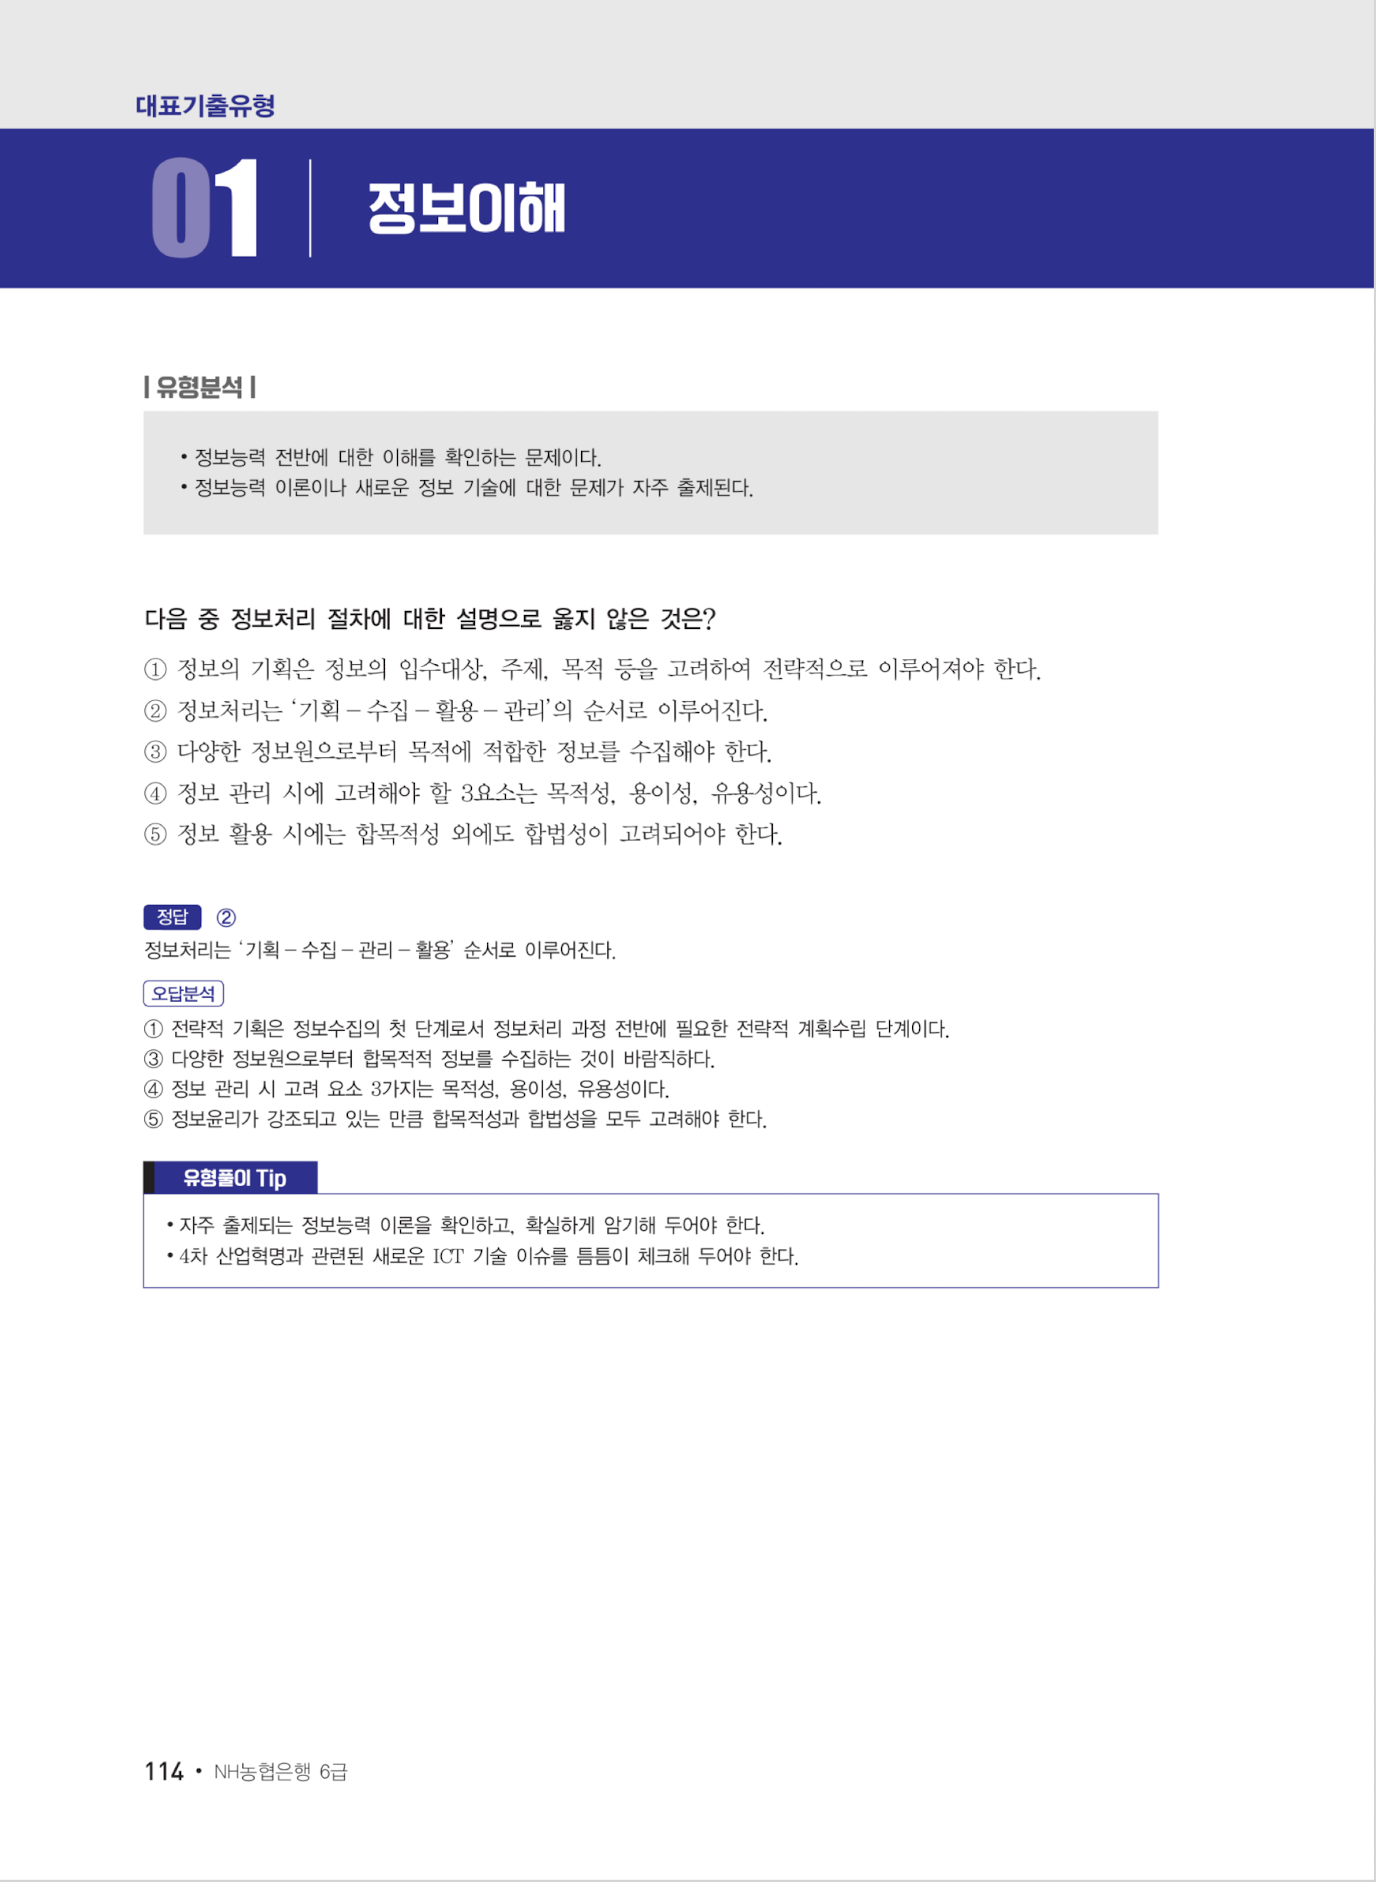 대표기출유형
01 정보이해
| 유형분석 |
• 정보능력 전반에 대한 이해를 확인하는 문제이다.
• 정보능력 이론이나 새로운 정보 기술에 대한 문제가 자주 출제된다.
다음 중 정보처리 절차에 대한 설명으로 옳지 않은 것은?
① 정보의 기획은 정보의 입수대상, 주제, 목적 등을 고려하여 전략적으로 이루어져야 한다.
② 정보처리는 ‘기획 – 수집 – 활용 – 관리’의 순서로 이루어진다.
③ 다양한 정보원으로부터 목적에 적합한 정보를 수집해야 한다.
④ 정보 관리 시에 고려해야 할 3요소는 목적성, 용이성, 유용성이다.
⑤ 정보 활용 시에는 합목적성 외에도 합법성이 고려되어야 한다.
정답 ②
정보처리는 ‘기획 – 수집 – 관리 – 활용’ 순서로 이루어진다.
오답분석
① 전략적 기획은 정보수집의 첫 단계로서 정보처리 과정 전반에 필요한 전략적 계획수립 단계이다.
③ 다양한 정보원으로부터 합목적적 정보를 수집하는 것이 바람직하다.
④ 정보 관리 시 고려 요소 3가지는 목적성, 용이성, 유용성이다.
⑤ 정보윤리가 강조되고 있는 만큼 합목적성과 합법성을 모두 고려해야 한다.
유형풀이 Tip
• 자주 출제되는 정보능력 이론을 확인하고, 확실하게 암기해 두어야 한다.
• 4차 산업혁명과 관련된 새로운 ICT 기술 이슈를 틈틈이 체크해 두어야 한다.
114 • NH농협은행 6급